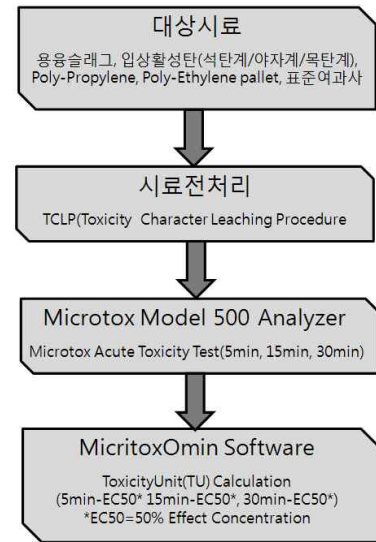 대상시료
용융슬래그, 입상활성탄(석탄계/야자계/목탄계),
Poly-Propylene, Poly-Ethylene pallet, 표준여과사
시료전처리
TCLP(Toxicity Character Leaching Procedure
Microtox Model 500 Analyzer
Microtox Acute Toxicity Test(5min, 15min, 30min)
MicritoxOmin Software
ToxicityUnit(TU) Calculation
(5min-EC50* 15min-EC50*, 30min-EC50*)
*EC50=50% Effect Concentration